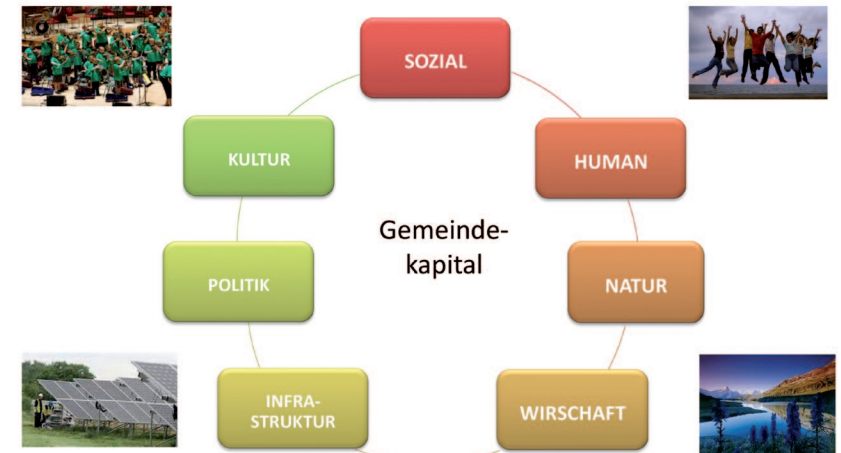 SOZIAL
HUMAN
NATUR
WIRSCHAFT
INFRA-
STRUKTUR
POLITIK
KULTUR
Gemeinde-
kapital